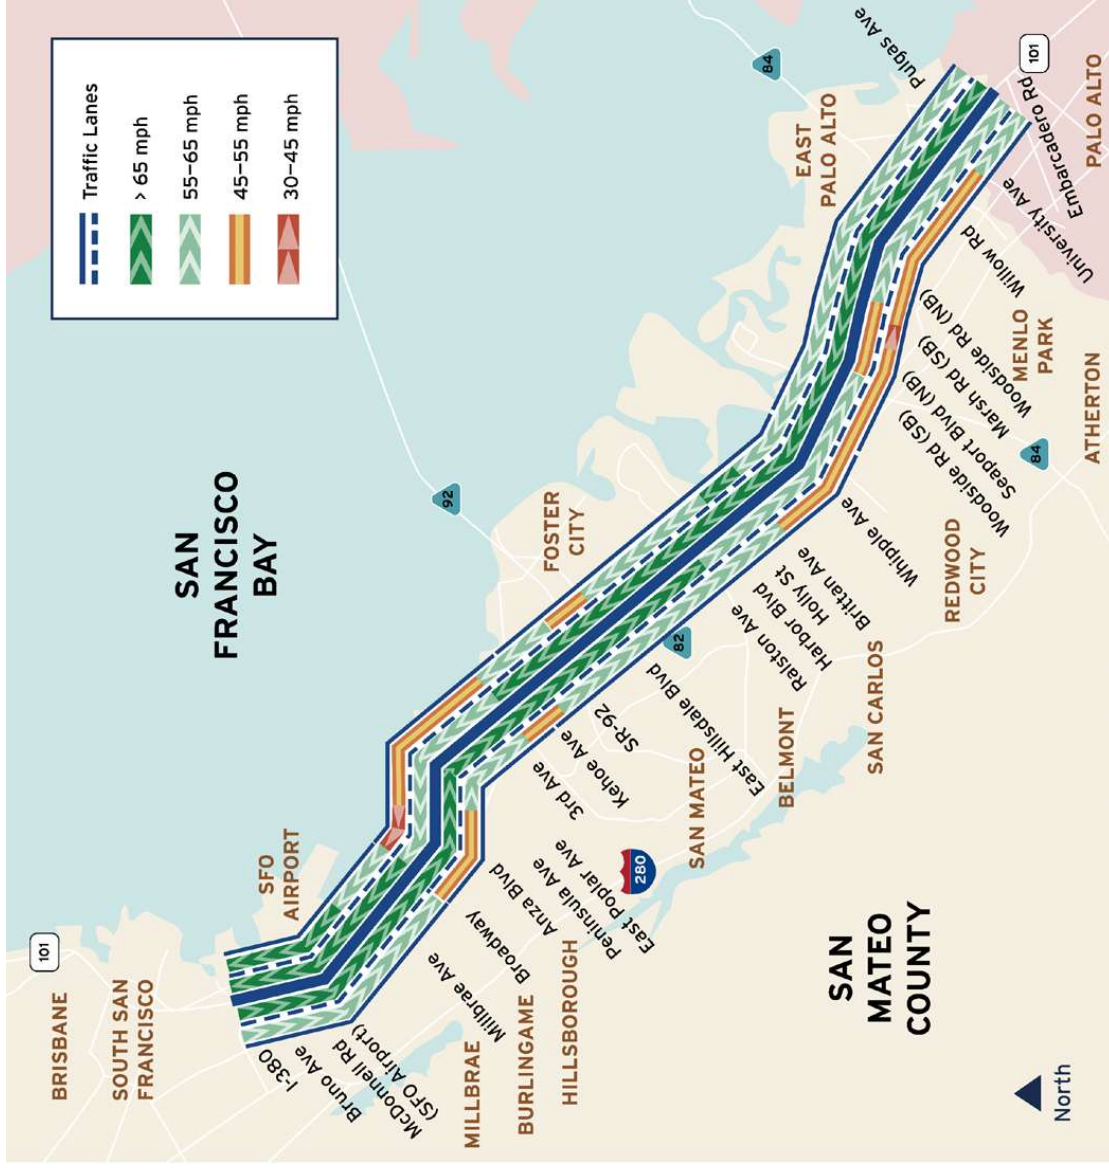 Traffic Lanes
> 65 mph
55–65 mph
45–55 mph
30–45 mph
SAN
FRANCISCO
BAY
101
BRISBANE
SOUTH SAN
FRANCISCO
SFO
AIRPORT
I-380
Bruno Ave
McDonnell Rd
(SFO Airport)
Millbrae Ave
Broadway
Anza Blvd
Peninsula Ave
East Poplar Ave
3rd Ave
Kehoe Ave
SR-92
East Hillsdale Blvd
Ralston Ave
Harbor Blvd
Holly St
Brittan Ave
Whipple Ave
Woodside Rd (SB)
Seaport Blvd (NB)
Marsh Rd (SB)
Woodside Rd (NB)
Willow Rd
University Ave
Embarcadero Rd
Pulgas Ave
MILLBRAE
BURLINGAME
HILLSBOROUGH
280
SAN MATEO
82
92
FOSTER
CITY
BELMONT
SAN CARLOS
REDWOOD
CITY
84
ATHERTON
MENLO
PARK
EAST
PALO ALTO
84
101
PALO ALTO
SAN
MATEO
COUNTY
North